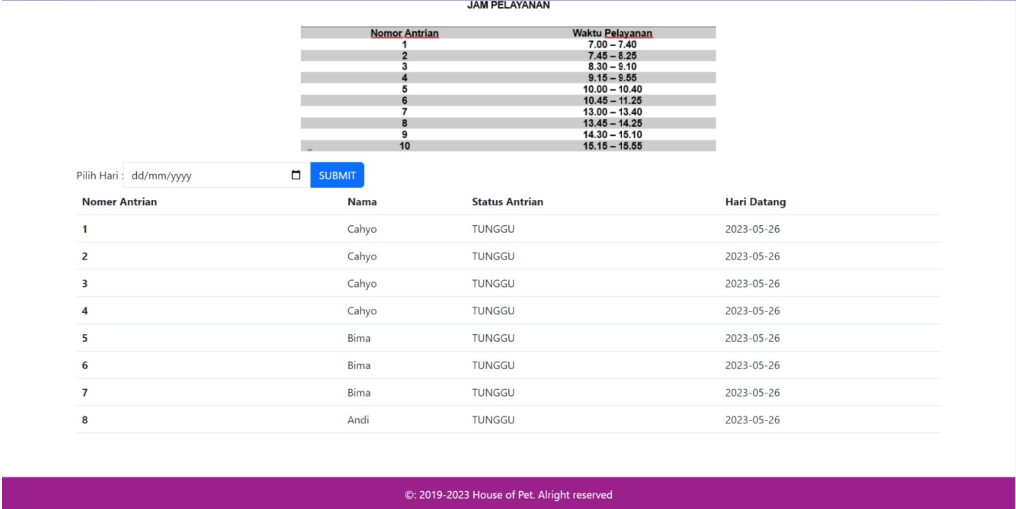 JAM PELAYANAN
Nomor Antrian Waktu Pelayanan
1 7.00 – 7.40
2 7.45 – 8.25
3 8.30 – 9.10
4 9.15 – 9.55
5 10.00 – 10.40
6 10.45 – 11.25
7 13.00 – 13.40
8 13.45 – 14.25
9 14.30 – 15.10
10 15.15 – 15.55
Pilih Hari : dd/mm/yyyy SUBMIT
Nomer Antrian Nama Status Antrian Hari Datang
1 Cahyo TUNGGU 2023-05-26
2 Cahyo TUNGGU 2023-05-26
3 Cahyo TUNGGU 2023-05-26
4 Cahyo TUNGGU 2023-05-26
5 Bima TUNGGU 2023-05-26
6 Bima TUNGGU 2023-05-26
7 Bima TUNGGU 2023-05-26
8 Andi TUNGGU 2023-05-26
©: 2019-2023 House of Pet. Alright reserved